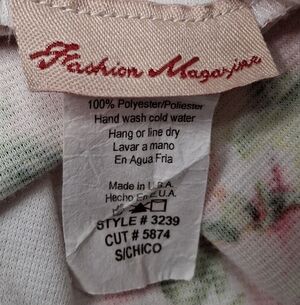 Fashion Magazine
100% Polyester/Poliester
Hand wash cold water
Hang or line dry
Lavar a mano
En Agua Fria
Made in U.S.A.
Hecho En E.U.A.
STYLE # 3239
CUT # 5874
S/CHICO